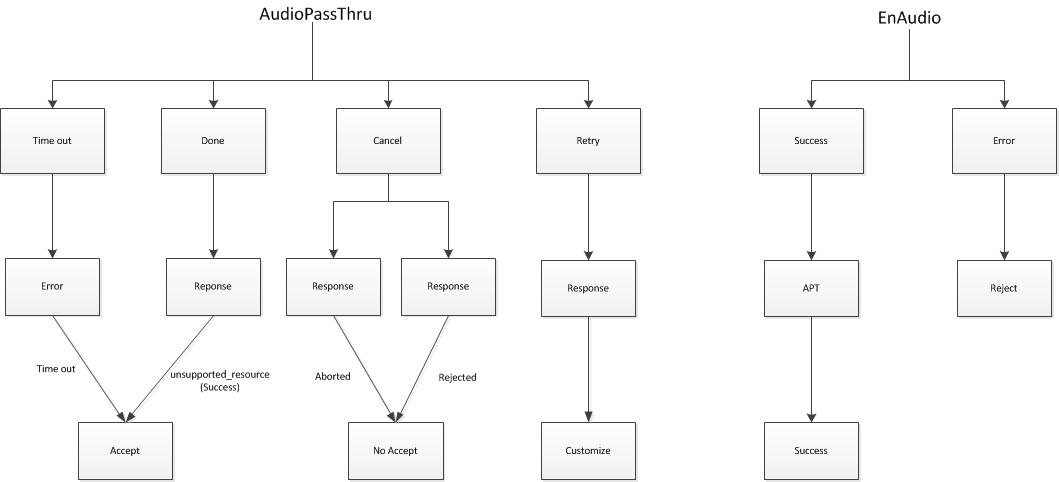 AudioPassThru
EnAudio
Time out
Done
Cancel
Retry
Success
Error
Error
Reponse
Response
Response
Response
APT
Reject
Time out
unsupported_resource
(Success)
Aborted
Rejected
Accept
No Accept
Customize
Success